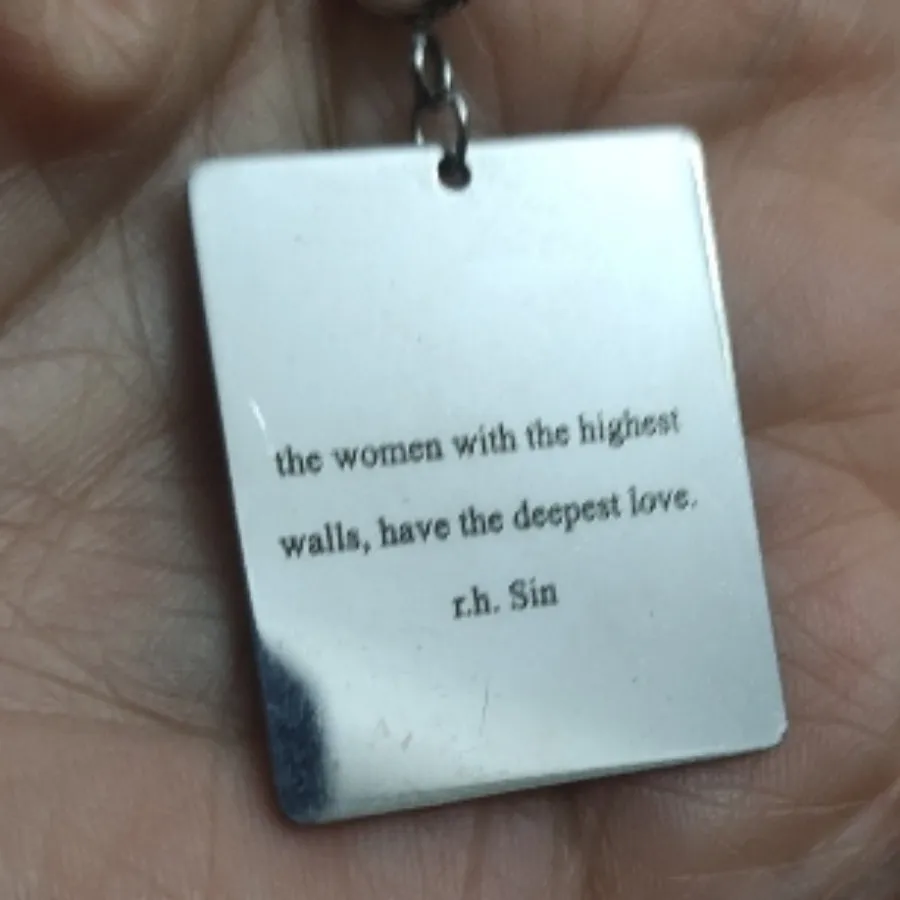 the women with the highest
walls, have the deepest love.
r.h. Sin